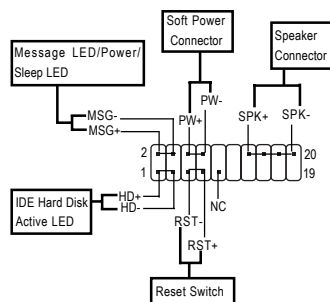 Soft Power
Connector
Speaker
Connector
Message LED/Power/
Sleep LED
PW-
PW+
SPK+
SPK-
MSG-
MSG+
2
20
1
19
HD+
HD-
NC
IDE Hard Disk
Active LED
RST-
RST+
Reset Switch